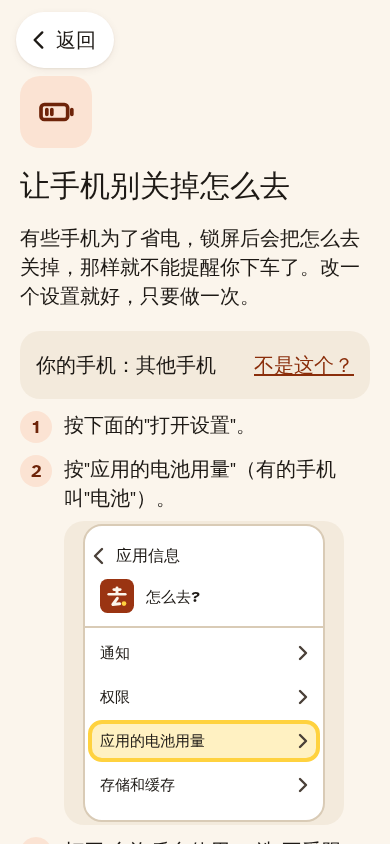 返回
让手机别关掉怎么去
有些手机为了省电，锁屏后会把怎么去
关掉，那样就不能提醒你下车了。改一
个设置就好，只要做一次。
你的手机：其他手机 不是这个？
1 按下面的"打开设置"。
2 按"应用的电池用量"（有的手机
叫"电池"）。
应用信息
去
怎么去?
通知
权限
应用的电池用量
存储和缓存